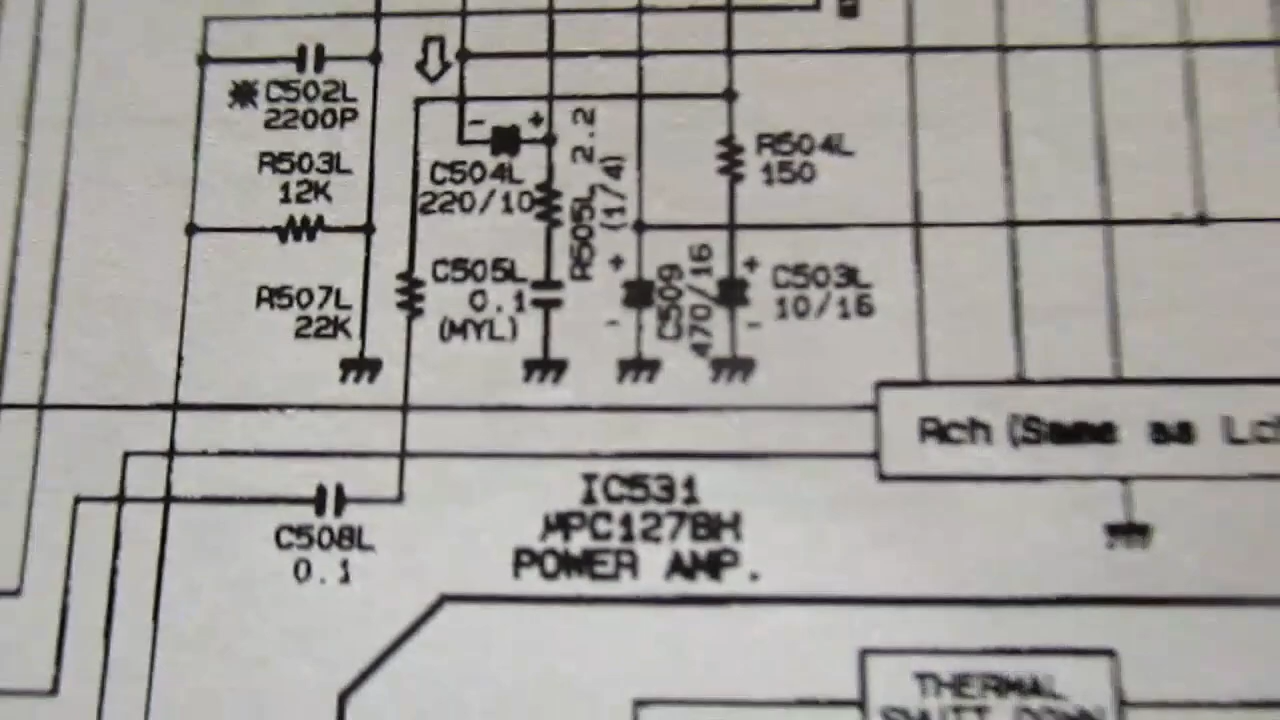 C502L
2200P
R503L
12K
R507L
22K
- +
C504L
220/10
R505L 2.2
(1/4)
C505L
0.1
(MYL)
+
C509
470/16
-
R504L
150
+
C503L
10/16
-
Rch (Same as Lch
C508L
0.1
IC531
μPC1278H
POWER AMP.
THERMAL
SHUTT DOWN